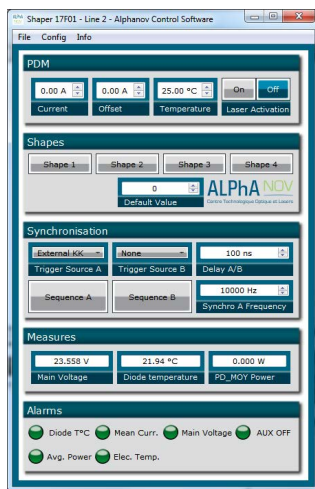 Shaper 17F01 - Line 2 - Alphanov Control Software
File Config Info
PDM
0.00 A 0.00 A 25.00 °C On Off
Current Offset Temperature Laser Activation
Shapes
Shape 1 Shape 2 Shape 3 Shape 4
0 ALPhANOV
Default Value Centre Technologique Optique et Lasers
Synchronisation
External KK None 100 ns
Trigger Source A Trigger Source B Delay A/B
Sequence A Sequence B 10000 Hz
Synchro A Frequency
Measures
23.558 V 21.94 °C 0.000 W
Main Voltage Diode temperature PD_MOY Power
Alarms
Diode T°C Mean Curr. Main Voltage AUX OFF
Avg. Power Elec. Temp.